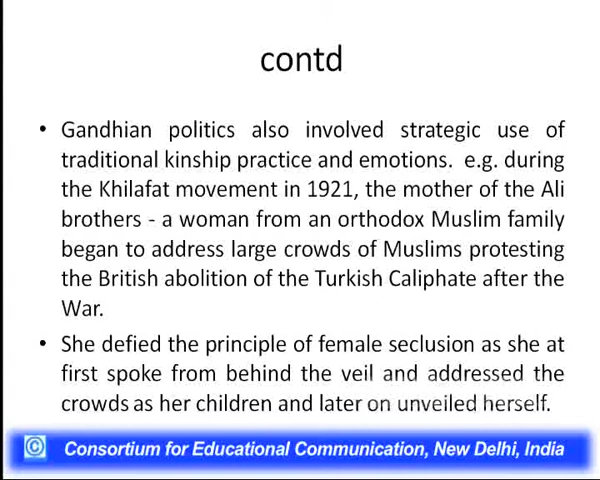 contd
• Gandhian politics also involved strategic use of
traditional kinship practice and emotions. e.g. during
the Khilafat movement in 1921, the mother of the Ali
brothers - a woman from an orthodox Muslim family
began to address large crowds of Muslims protesting
the British abolition of the Turkish Caliphate after the
War.
• She defied the principle of female seclusion as she at
first spoke from behind the veil and addressed the
crowds as her children and later on unveiled herself.
© Consortium for Educational Communication, New Delhi, India